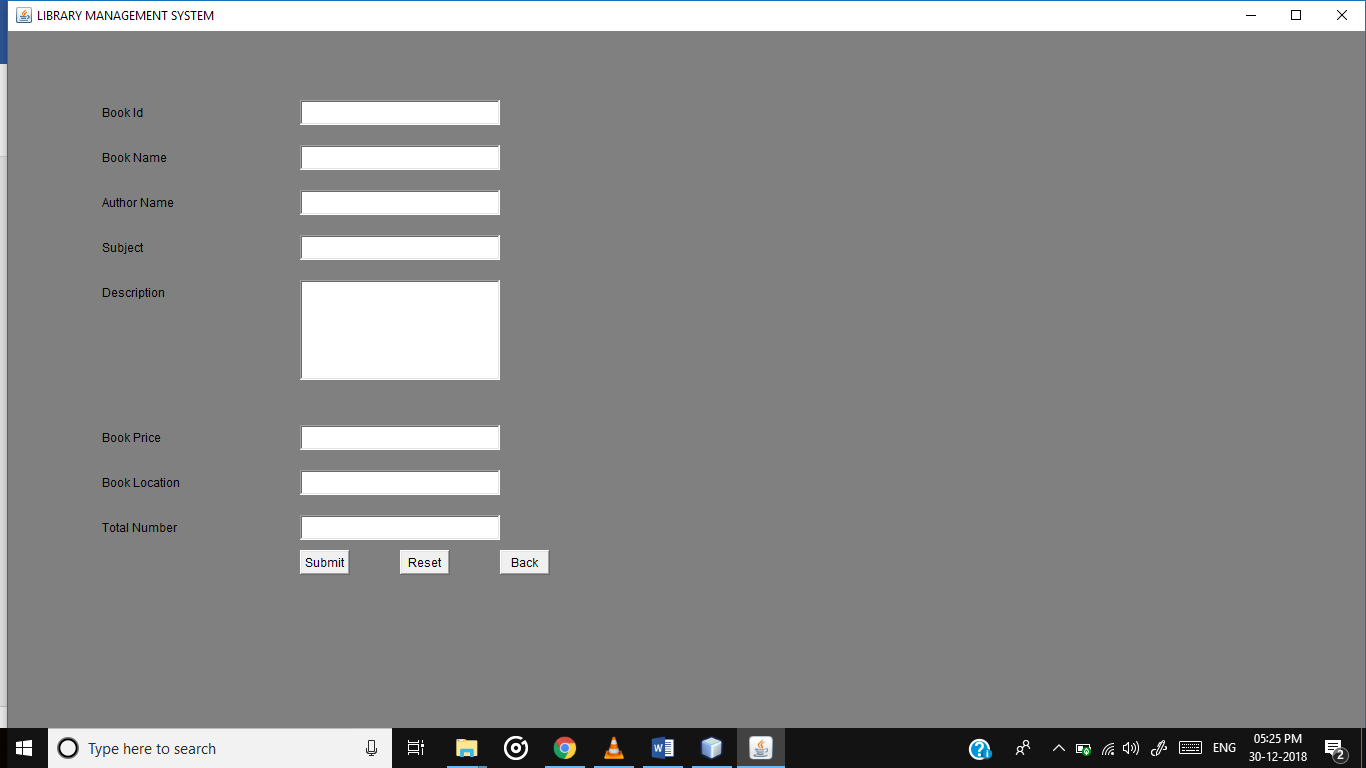 LIBRARY MANAGEMENT SYSTEM
Book Id
Book Name
Author Name
Subject
Description
Book Price
Book Location
Total Number
Submit Reset Back
Type here to search
ENG
05:25 PM
30-12-2018
2